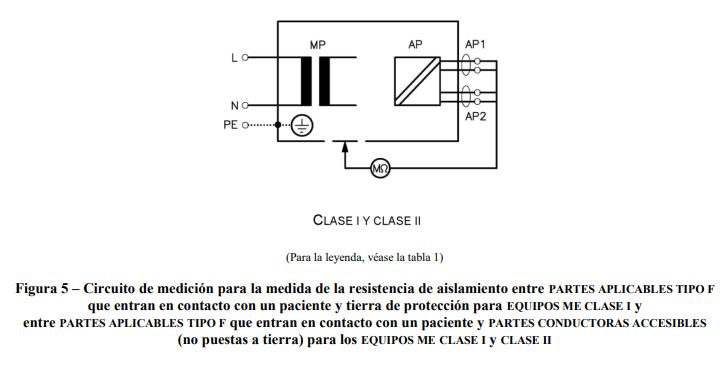 MP AP AP1
L
N
PE
AP2
MΩ
CLASE I Y CLASE II
(Para la leyenda, véase la tabla 1)
Figura 5 – Circuito de medición para la medida de la resistencia de aislamiento entre PARTES APLICABLES TIPO F
que entran en contacto con un paciente y tierra de protección para EQUIPOS ME CLASE I y
entre PARTES APLICABLES TIPO F que entran en contacto con un paciente y PARTES CONDUCTORAS ACCESIBLES
(no puestas a tierra) para los EQUIPOS ME CLASE I y CLASE II